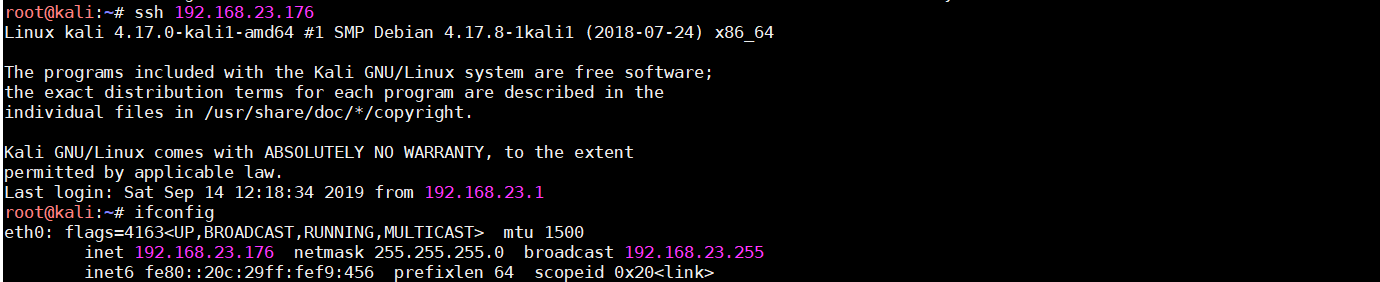 root@kali:~# ssh 192.168.23.176
Linux kali 4.17.0-kali1-amd64 #1 SMP Debian 4.17.8-1kali1 (2018-07-24) x86_64
The programs included with the Kali GNU/Linux system are free software;
the exact distribution terms for each program are described in the
individual files in /usr/share/doc/*/copyright.
Kali GNU/Linux comes with ABSOLUTELY NO WARRANTY, to the extent
permitted by applicable law.
Last login: Sat Sep 14 12:18:34 2019 from 192.168.23.1
root@kali:~# ifconfig
eth0: flags=4163<UP,BROADCAST,RUNNING,MULTICAST>  mtu 1500
        inet 192.168.23.176  netmask 255.255.255.0  broadcast 192.168.23.255
        inet6 fe80::20c:29ff:fef9:456  prefixlen 64  scopeid 0x20<link>